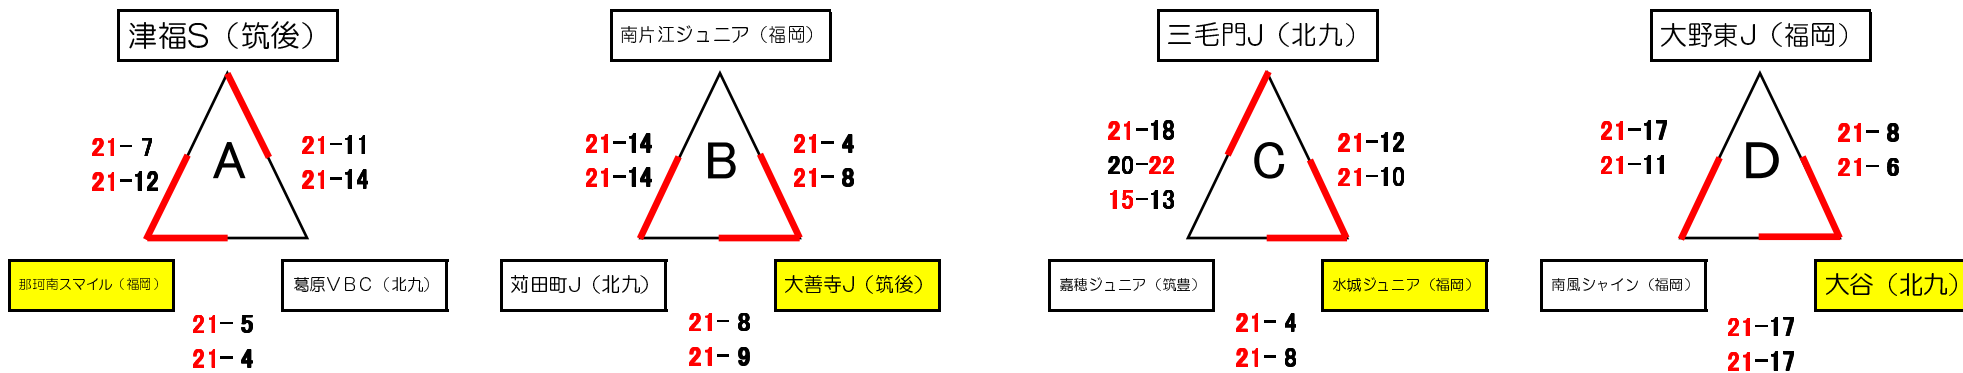 津福S（筑後）
A
21- 7
21-12
21-11
21-14
那珂南スマイル（福岡）
葛原VBC（北九）
21- 5
21- 4
南片江ジュニア（福岡）
B
21-14
21-14
21- 4
21- 8
苅田町J（北九）
大善寺J（筑後）
21- 8
21- 9
三毛門J（北九）
C
21-18
20-22
15-13
21-12
21-10
嘉穂ジュニア（筑豊）
水城ジュニア（福岡）
21- 4
21- 8
大野東J（福岡）
D
21-17
21-11
21- 8
21- 6
南風シャイン（福岡）
大谷（北九）
21-17
21-17